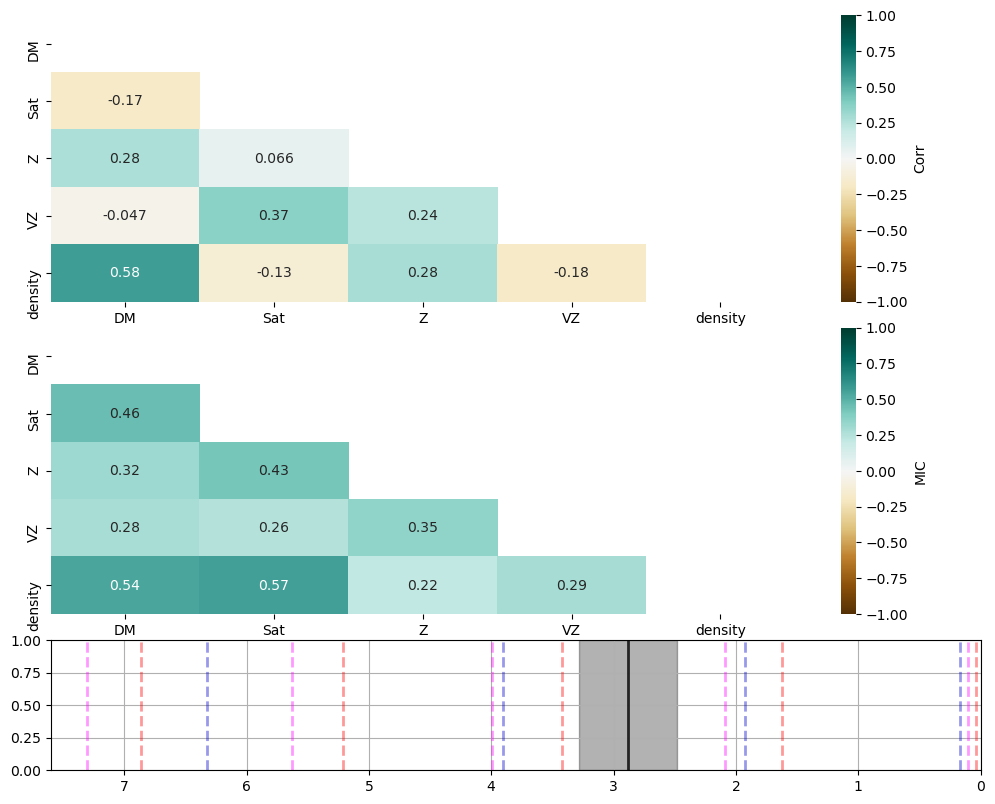 DM
Sat
-0.17
Z
0.28 0.066
VZ
-0.047 0.37 0.24
density
0.58 -0.13 0.28 -0.18
DM Sat Z VZ density
1.00
0.75
0.50
0.25
0.00
−0.25
−0.50
−0.75
−1.00
Corr
DM
Sat
0.46
Z
0.32 0.43
VZ
0.28 0.26 0.35
density
0.54 0.57 0.22 0.29
DM Sat Z VZ density
1.00
0.75
0.50
0.25
0.00
−0.25
−0.50
−0.75
−1.00
MIC
1.00
0.75
0.50
0.25
0.00
7 6 5 4 3 2 1 0